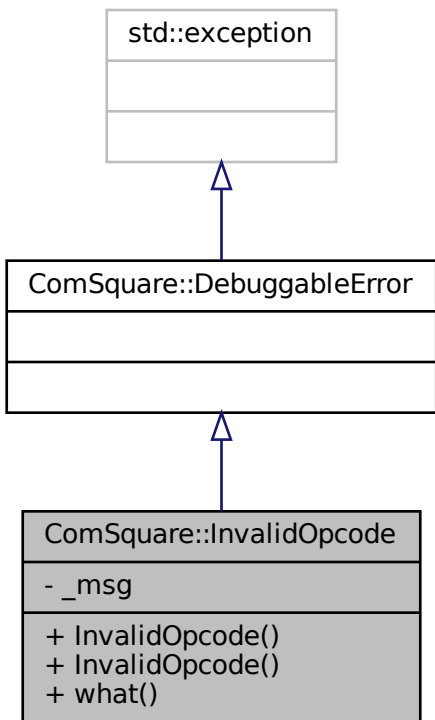 std::exception
ComSquare::DebuggableError
ComSquare::InvalidOpcode
- _msg
+ InvalidOpcode()
+ InvalidOpcode()
+ what()